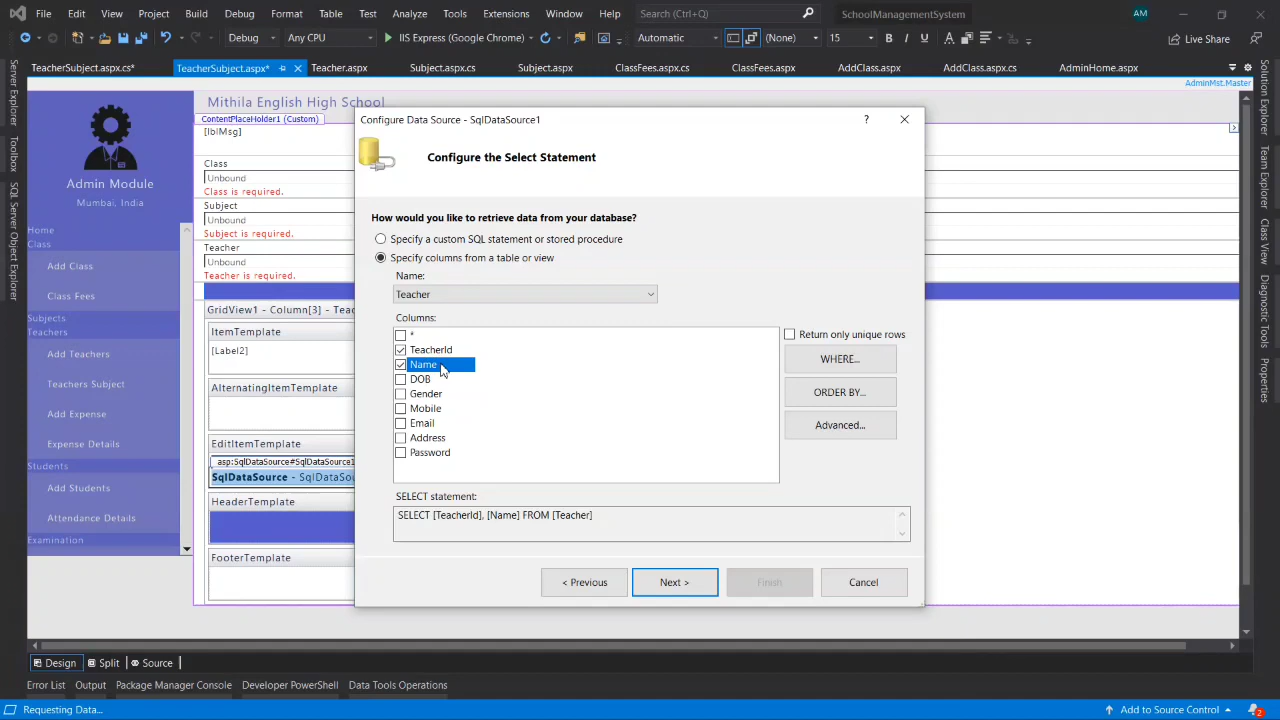 File Edit View Project Build Debug Format Table Test Analyze Tools Extensions Window Help Search (Ctrl+Q) SchoolManagementSystem AM
Debug Any CPU IIS Express (Google Chrome) Automatic (None) 15 B I U A Live Share
TeacherSubject.aspx.cs* TeacherSubject.aspx* Teacher.aspx Subject.aspx.cs Subject.aspx ClassFees.aspx.cs ClassFees.aspx AddClass.aspx AddClass.aspx.cs AdminHome.aspx
AdminMst.Master
Server Explorer
Toolbox
SQL Server Object Explorer
Admin Module
Mumbai, India
Home
Class
Add Class
Class Fees
Subjects
Teachers
Add Teachers
Teachers Subject
Add Expense
Expense Details
Students
Add Students
Attendance Details
Examination
Mithila English High School
ContentPlaceHolder1 (Custom)
[lblMsg]
Class
Unbound
Class is required.
Subject
Unbound
Subject is required.
Teacher
Unbound
Teacher is required.
GridView1 - Column[3] - Teac
ItemTemplate
[Label2]
AlternatingItemTemplate
EditItemTemplate
asp:SqlDataSource#SqlDataSource1
SqlDataSource - SqlDataSou
HeaderTemplate
FooterTemplate
Configure Data Source - SqlDataSource1 ?
Configure the Select Statement
How would you like to retrieve data from your database?
Specify a custom SQL statement or stored procedure
Specify columns from a table or view
Name:
Teacher
Columns:
*
TeacherId
Name
DOB
Gender
Mobile
Email
Address
Password
Return only unique rows
WHERE...
ORDER BY...
Advanced...
SELECT statement:
SELECT [TeacherId], [Name] FROM [Teacher]
< Previous Next > Finish Cancel
Solution Explorer
Team Explorer
Class View
Diagnostic Tools
Properties
Design Split Source
Error List Output Package Manager Console Developer PowerShell Data Tools Operations
Requesting Data... Add to Source Control 2